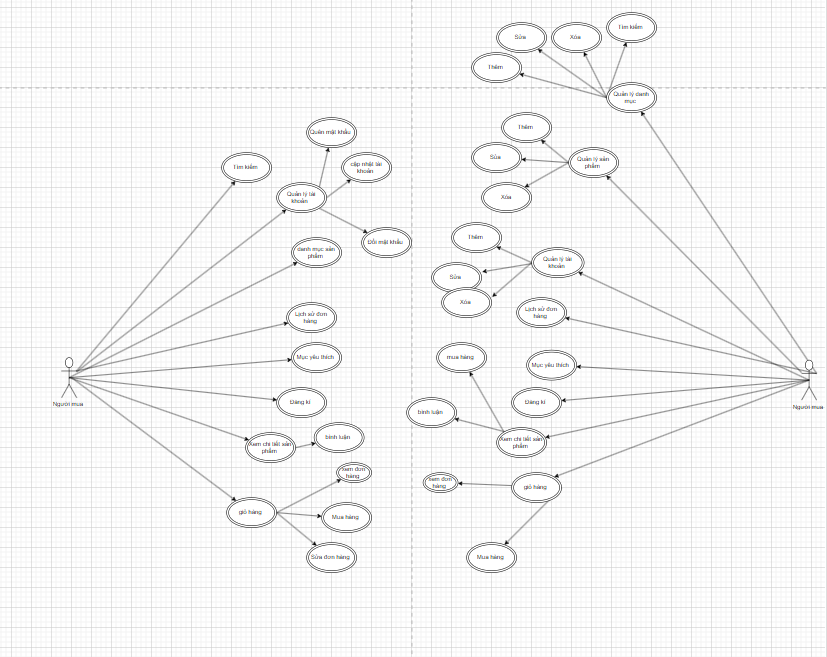 Tìm kiếm
Quên mật khẩu
cập nhật tài
khoản
Quản lý tài
khoản
Đổi mật khẩu
danh mục sản
phẩm
Lịch sử đơn
hàng
Mục yêu thích
Đăng kí
Xem chi tiết sản
phẩm
bình luận
Xem đơn
hàng
giỏ hàng
Mua hàng
Sửa đơn hàng
Người mua
Sửa
Xóa
Tìm kiếm
Thêm
Quản lý danh
mục
Thêm
Sửa
Xóa
Quản lý sản
phẩm
Thêm
Sửa
Xóa
Quản lý tài
khoản
Lịch sử đơn
hàng
mua hàng
Mục yêu thích
Đăng kí
bình luận
Xem chi tiết sản
phẩm
Xem đơn
hàng
giỏ hàng
Mua hàng
Người mua